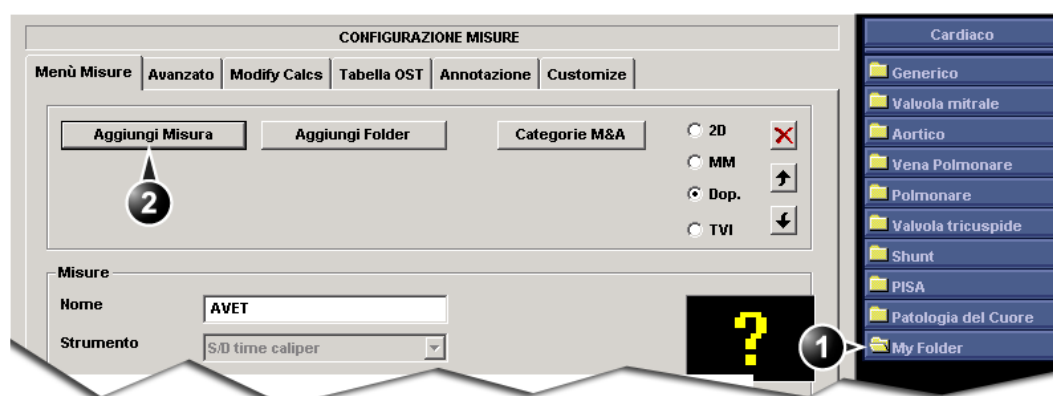 CONFIGURAZIONE MISURE
Menù Misure Avanzato Modify Calcs Tabella OST Annotazione Customize
Aggiungi Misura Aggiungi Folder Categorie M&A
2D
MM
Dop.
TVI
2
Misure
Nome AVET
Strumento S/D time caliper
?
Cardiaco
Generico
Valvola mitrale
Aortico
Vena Polmonare
Polmonare
Valvola tricuspide
Shunt
PISA
Patologia del Cuore
1 My Folder